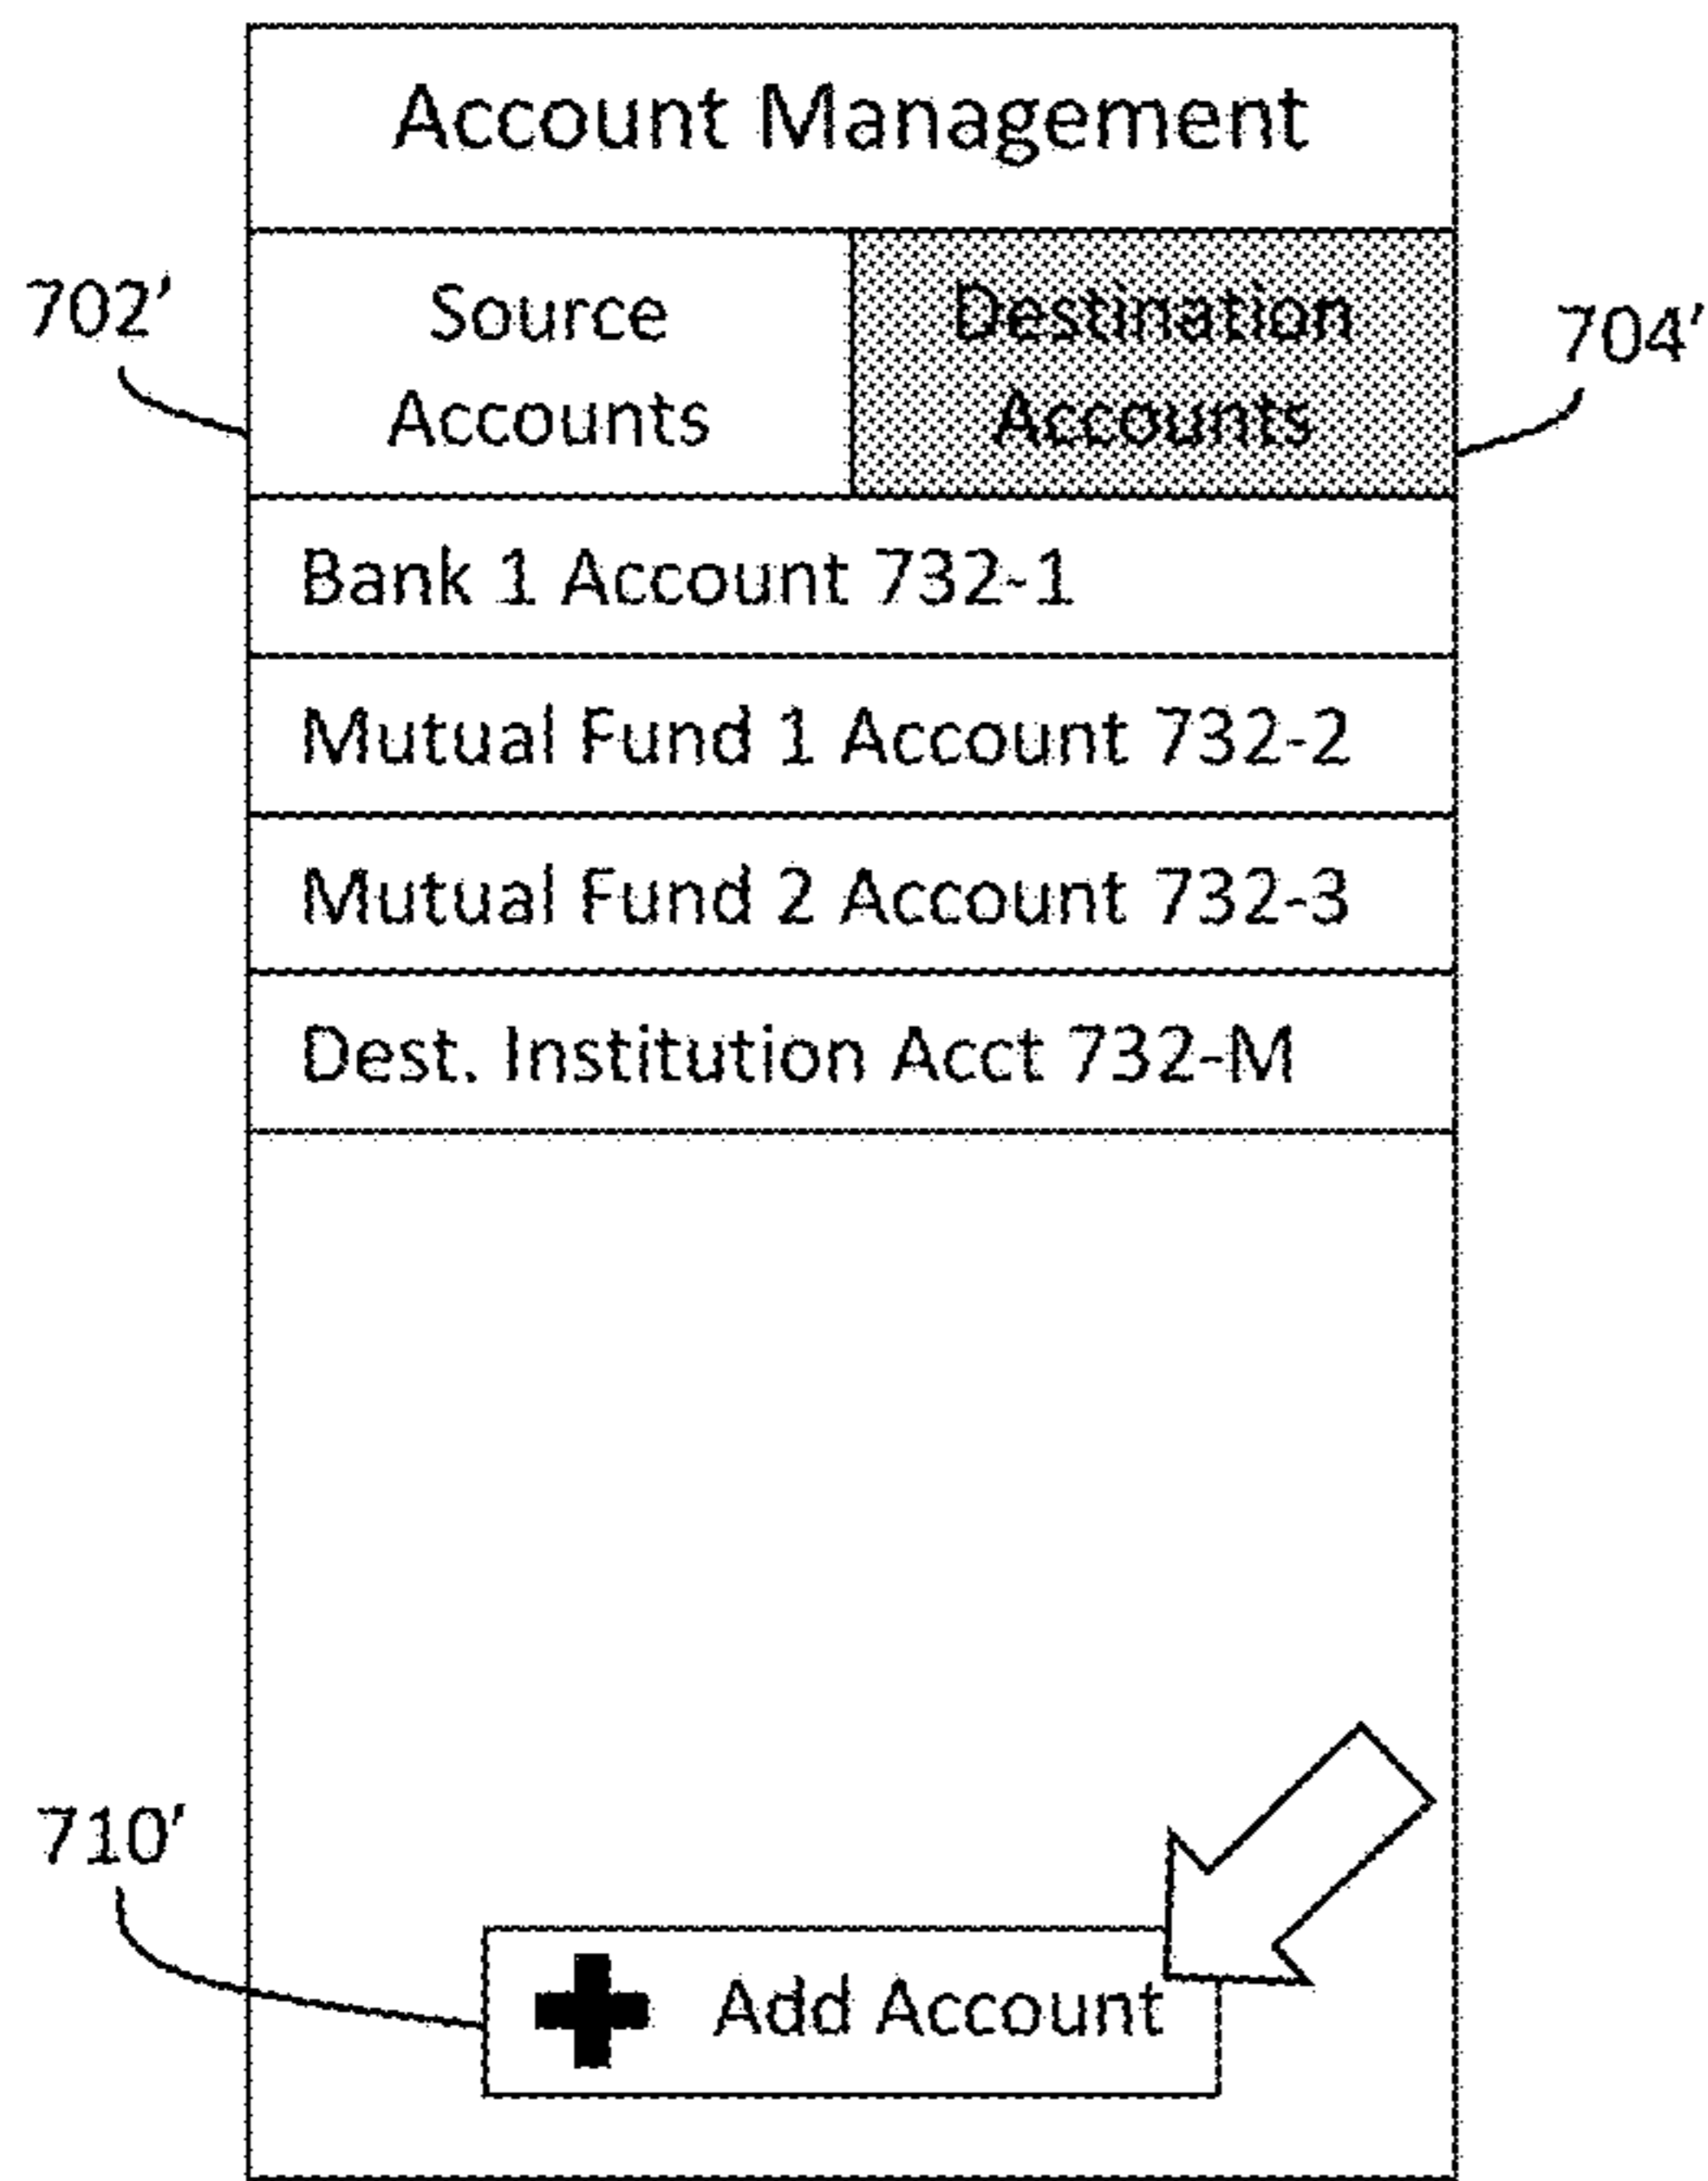 Account Management
702'
Source Accounts
Destination Accounts
704'
Bank 1 Account 732-1
Mutual Fund 1 Account 732-2
Mutual Fund 2 Account 732-3
Dest. Institution Acct 732-M
710'
Add Account